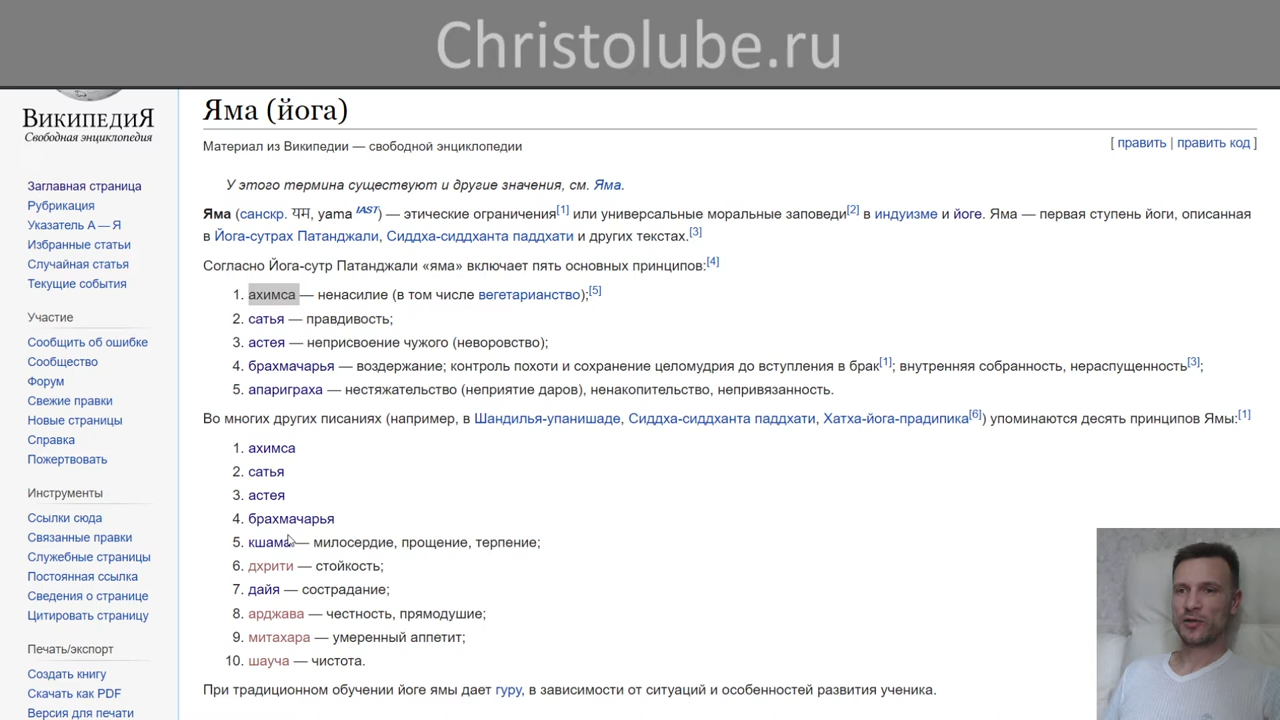 Christolube.ru
ВИКИПЕДИЯ
Свободная энциклопедия
Заглавная страница
Рубрикация
Указатель А — Я
Избранные статьи
Случайная статья
Текущие события
Участие
Сообщить об ошибке
Сообщество
Форум
Свежие правки
Новые страницы
Справка
Пожертвовать
Инструменты
Ссылки сюда
Связанные правки
Служебные страницы
Постоянная ссылка
Сведения о странице
Цитировать страницу
Печать/экспорт
Создать книгу
Скачать как PDF
Версия для печати
Яма (йога)
Материал из Википедии — свободной энциклопедии
[ править | править код ]
У этого термина существуют и другие значения, см. Яма.
Яма (санскр. यम, yama IAST) — этические ограничения[1] или универсальные моральные заповеди[2] в индуизме и йоге. Яма — первая ступень йоги, описанная
в Йога-сутрах Патанджали, Сиддха-сиддханта паддхати и других текстах.[3]
Согласно Йога-сутр Патанджали «яма» включает пять основных принципов:[4]
1. ахимса — ненасилие (в том числе вегетарианство);[5]
2. сатья — правдивость;
3. астея — неприсвоение чужого (неворовство);
4. брахмачарья — воздержание; контроль похоти и сохранение целомудрия до вступления в брак[1]; внутренняя собранность, нераспущенность[3];
5. апариграха — нестяжательство (неприятие даров), ненакопительство, непривязанность.
Во многих других писаниях (например, в Шандилья-упанишаде, Сиддха-сиддханта паддхати, Хатха-йога-прадипика[6]) упоминаются десять принципов Ямы:[1]
1. ахимса
2. сатья
3. астея
4. брахмачарья
5. кшама — милосердие, прощение, терпение;
6. дхрити — стойкость;
7. дайя — сострадание;
8. арджава — честность, прямодушие;
9. митахара — умеренный аппетит;
10. шауча — чистота.
При традиционном обучении йоге ямы дает гуру, в зависимости от ситуаций и особенностей развития ученика.